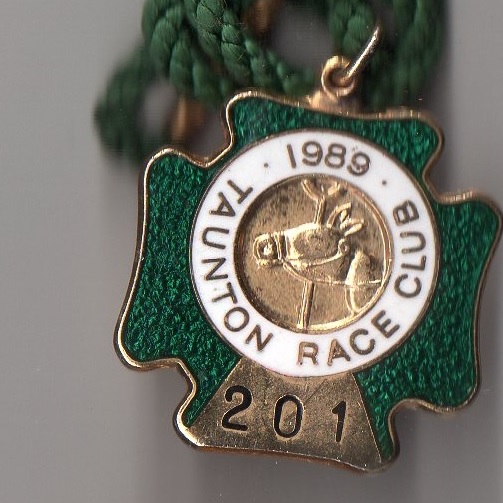 · 1989 ·
TAUNTON RACE CLUB
201